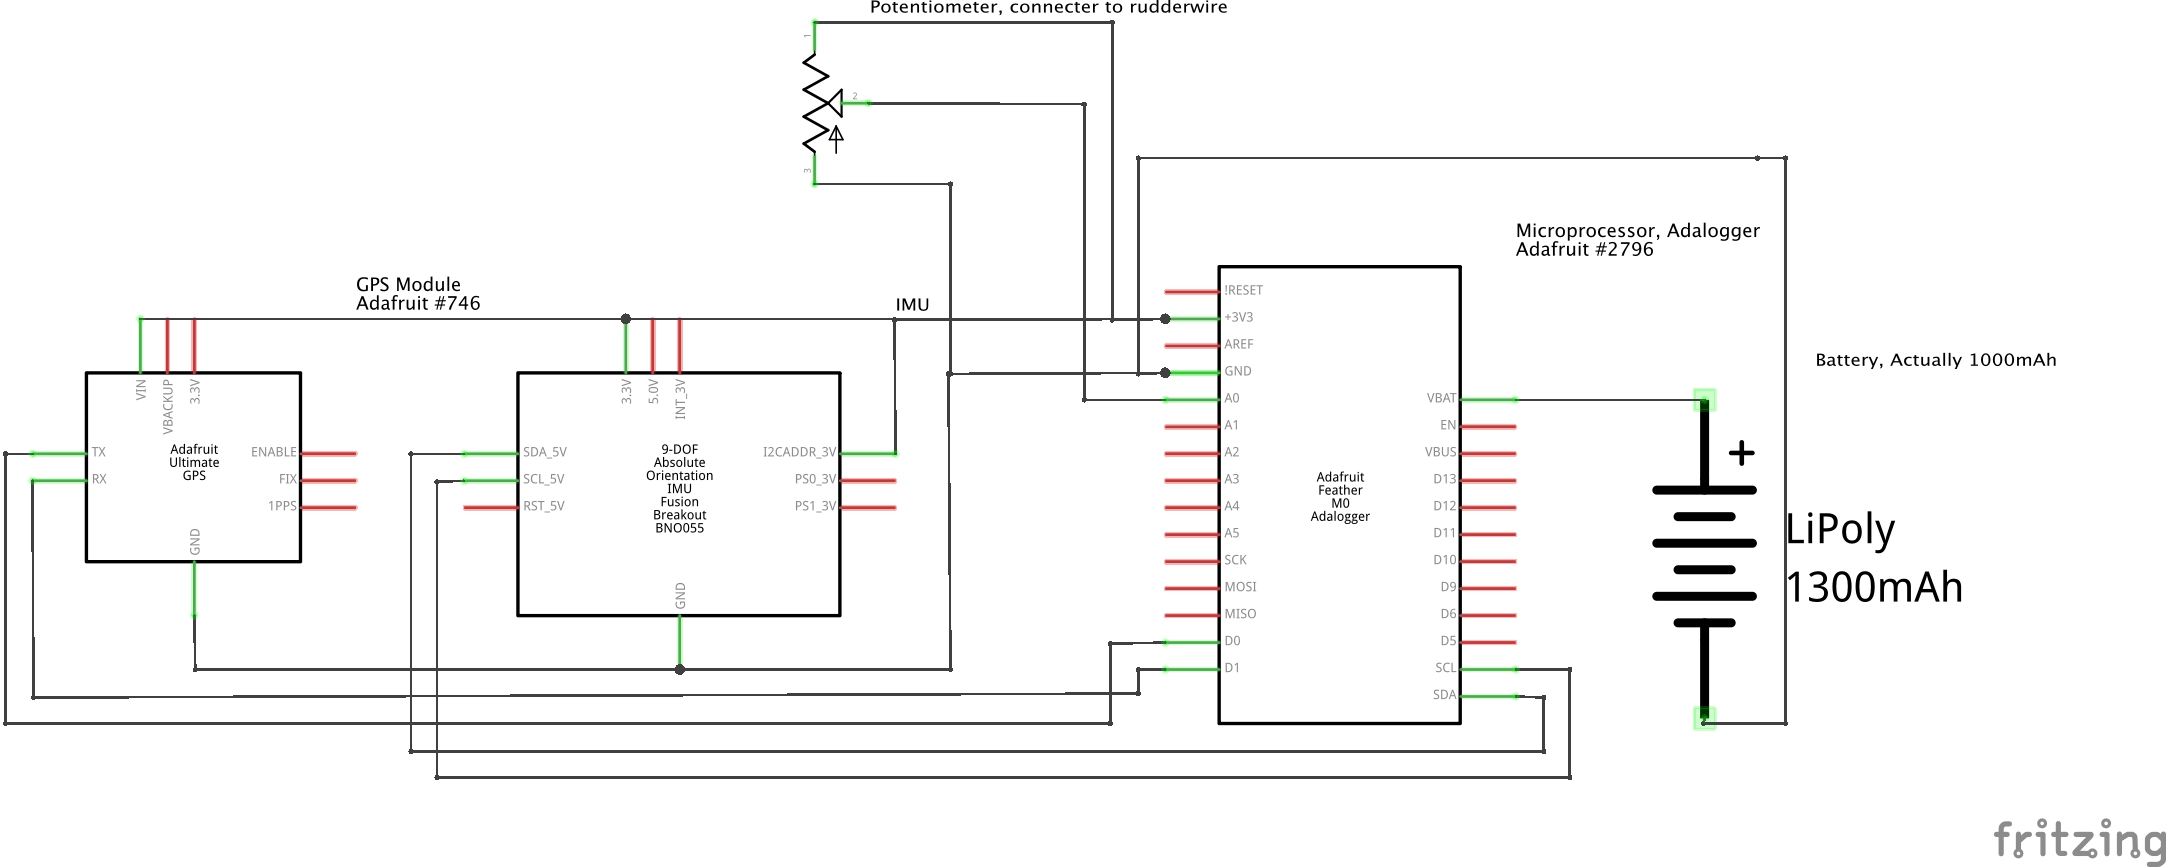 Potentiometer, connecter to rudderwire
1
2
3
Microprocessor, Adalogger
Adafruit #2796
GPS Module
Adafruit #746
IMU
Battery, Actually 1000mAh
VIN
VBACKUP
3.3V
TX
RX
Adafruit
Ultimate
GPS
ENABLE
FIX
1PPS
GND
3.3V
5.0V
INT_3V
SDA_5V
SCL_5V
RST_5V
9-DOF
Absolute
Orientation
IMU
Fusion
Breakout
BNO055
I2CADDR_3V
PS0_3V
PS1_3V
GND
!RESET
+3V3
AREF
GND
A0
A1
A2
A3
A4
A5
SCK
MOSI
MISO
D0
D1
Adafruit
Feather
M0
Adalogger
VBAT
EN
VBUS
D13
D12
D11
D10
D9
D6
D5
SCL
SDA
+
LiPoly
1300mAh
fritzing